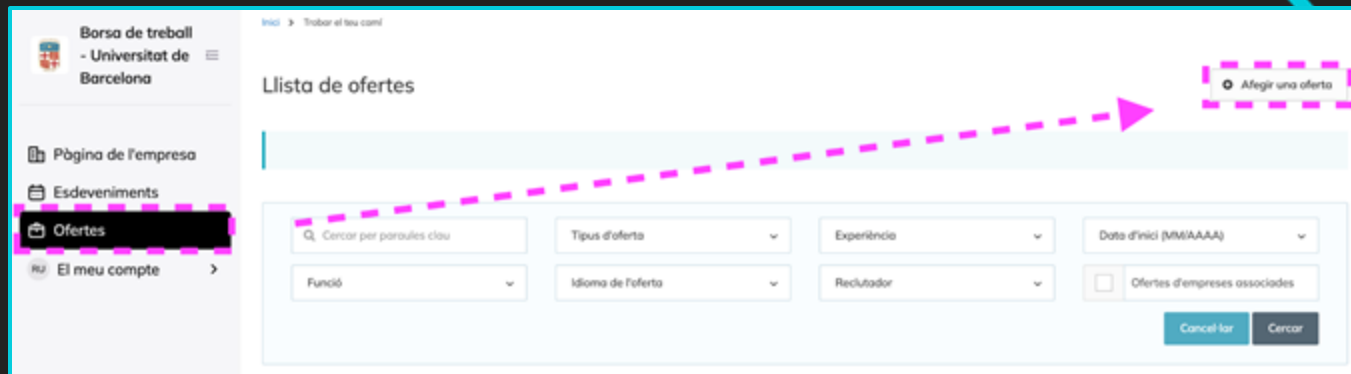 Borsa de treball
- Universitat de
Barcelona
Pàgina de l'empresa
Esdeveniments
Ofertes
RU El meu compte
Inici > Trobar el teu camí
Llista de ofertes
Afegir una oferta
Cercar per paraules clau
Tipus d'oferta
Experiència
Data d'inici (MM/AAAA)
Funció
Idioma de l'oferta
Reclutador
Ofertes d'empreses associades
Cancel·lar
Cercar